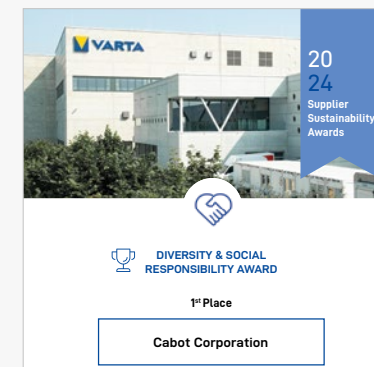 VARTA
20
24
Supplier
Sustainability
Awards
DIVERSITY & SOCIAL
RESPONSIBILITY AWARD
1st Place
Cabot Corporation